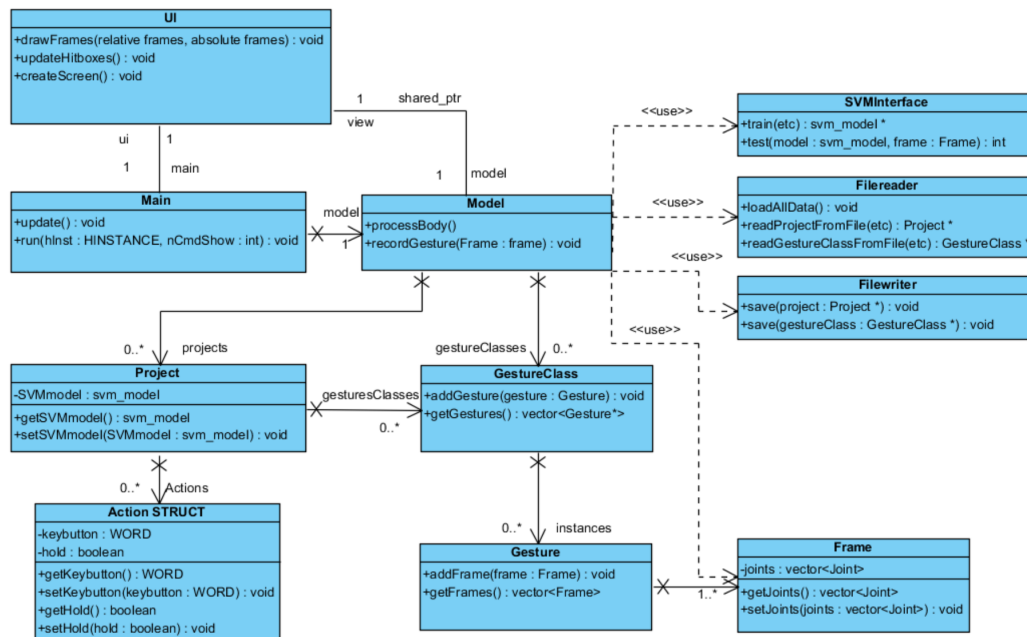 UI
+drawFrames(relative frames, absolute frames) : void
+updateHitboxes() : void
+createScreen() : void
1
shared_ptr
view
ui
1
1
main
1
model
Main
+update() : void
+run(hInst : HINSTANCE, nCmdShow : int) : void
model
1
Model
+processBody()
+recordGesture(Frame : frame) : void
<<use>>
SVMInterface
+train(etc) : svm_model *
+test(model : svm_model, frame : Frame) : int
<<use>>
Filereader
+loadAllData() : void
+readProjectFromFile(etc) : Project *
+readGestureClassFromFile(etc) : GestureClass *
<<use>>
Filewriter
+save(project : Project *) : void
+save(gestureClass : GestureClass *) : void
<<use>>
0..*
projects
gestureClasses
0..*
Project
-SVMmodel : svm_model
+getSVMmodel() : svm_model
+setSVMmodel(SVMmodel : svm_model) : void
gesturesClasses
0..*
GestureClass
+addGesture(gesture : Gesture) : void
+getGestures() : vector<Gesture*>
0..*
Actions
Action STRUCT
-keybutton : WORD
-hold : boolean
+getKeybutton() : WORD
+setKeybutton(keybutton : WORD) : void
+getHold() : boolean
+setHold(hold : boolean) : void
0..*
instances
Gesture
+addFrame(frame : Frame) : void
+getFrames() : vector<Frame>
1..*
Frame
-joints : vector<Joint>
+getJoints() : vector<Joint>
+setJoints(joints : vector<Joint>) : void